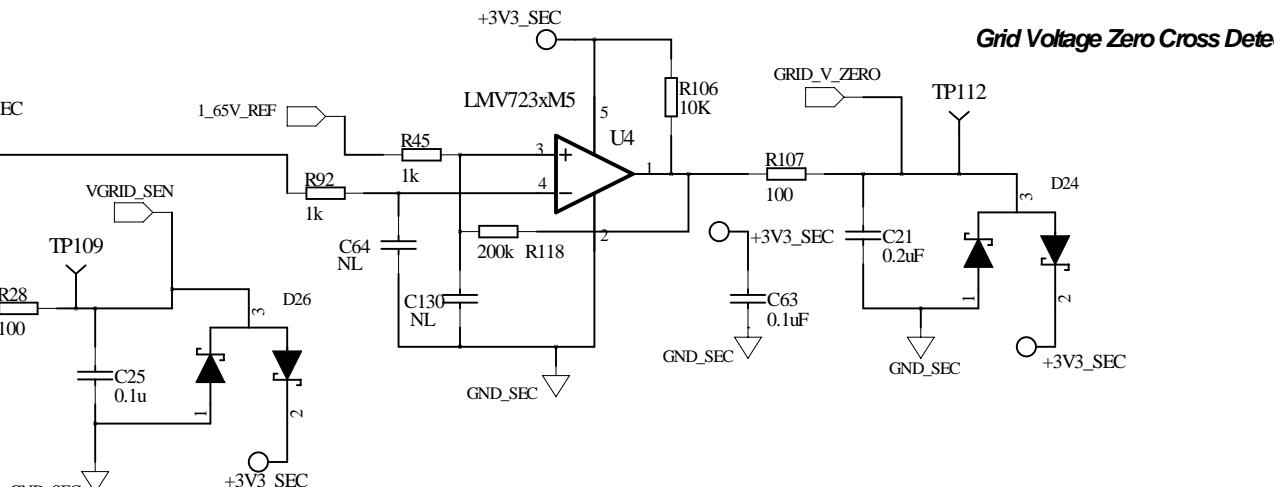 +3V3_SEC
Grid Voltage Zero Cross Dete
GRID_V_ZERO
R106
10K
TP112
LMV723xM5
5
U4
EC
1_65V_REF
R45
1k
3
+
1
4
R107
100
R92
1k
VGRID_SEN
3
D24
TP109
C64
NL
200k R118
2
+3V3_SEC
C21
0.2uF
R28
100
3
D26
C130
NL
C63
0.1uF
1
2
GND_SEC
GND_SEC
+3V3_SEC
C25
0.1u
1
2
GND_SEC
+3V3_SEC
GND_SEC